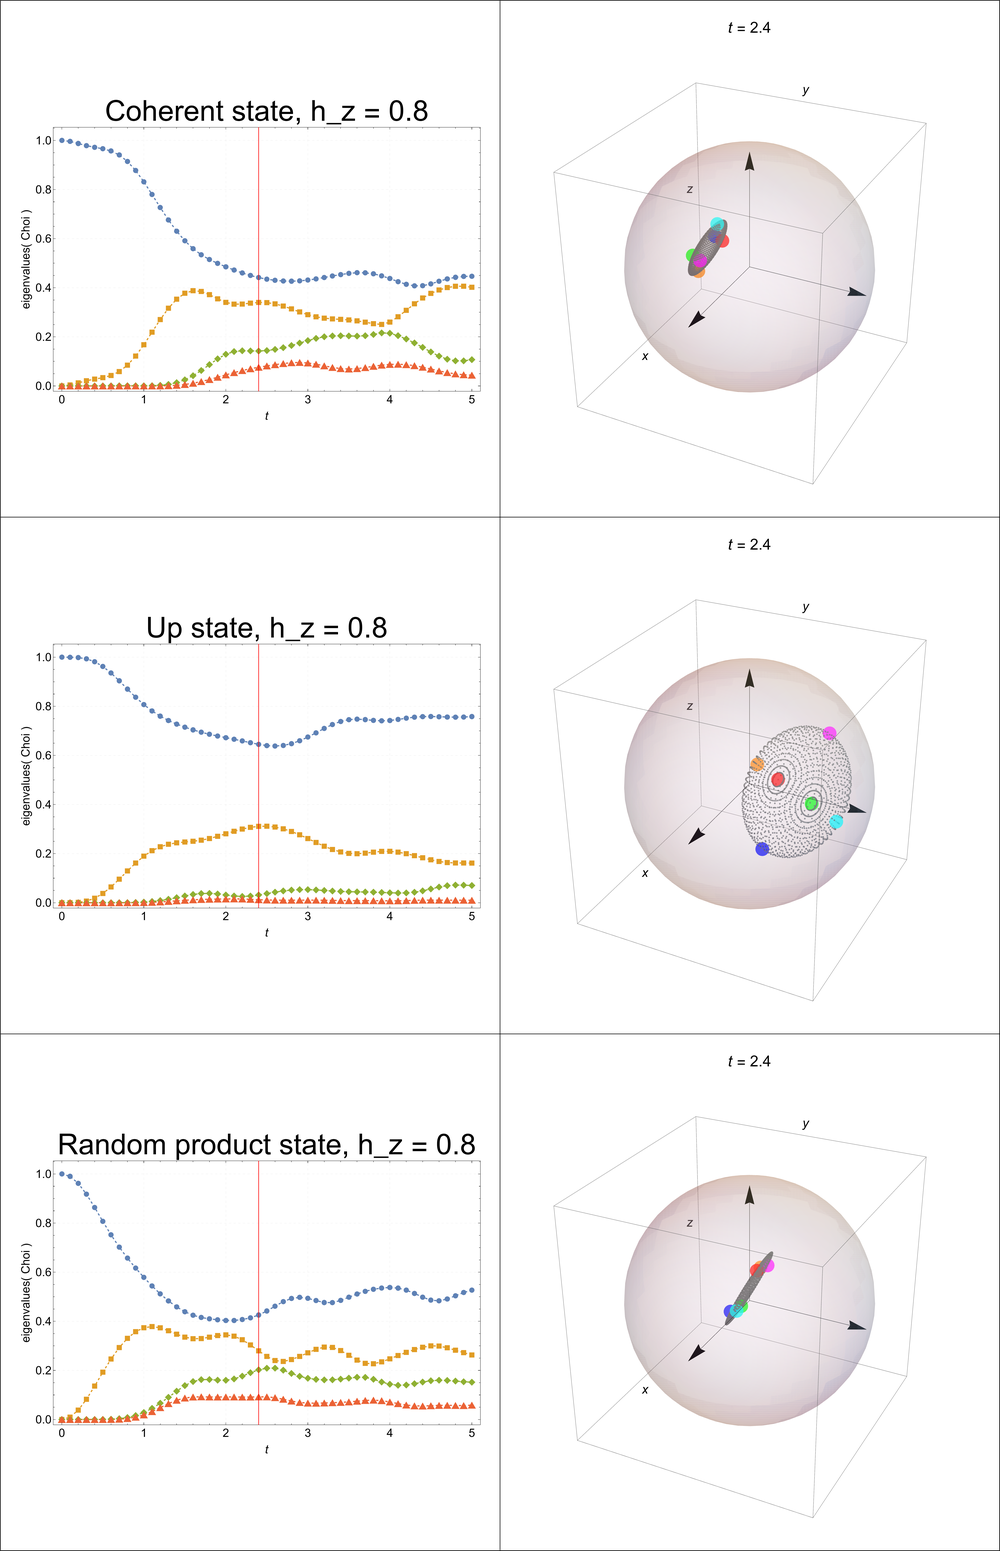 t = 2.4
Coherent state, h_z = 0.8
eigenvalues( Choi )
1.0
0.8
0.6
0.4
0.2
0.0
0 1 2 3 4 5
t
y
z
x
t = 2.4
Up state, h_z = 0.8
eigenvalues( Choi )
1.0
0.8
0.6
0.4
0.2
0.0
0 1 2 3 4 5
t
y
z
x
t = 2.4
Random product state, h_z = 0.8
eigenvalues( Choi )
1.0
0.8
0.6
0.4
0.2
0.0
0 1 2 3 4 5
t
y
z
x